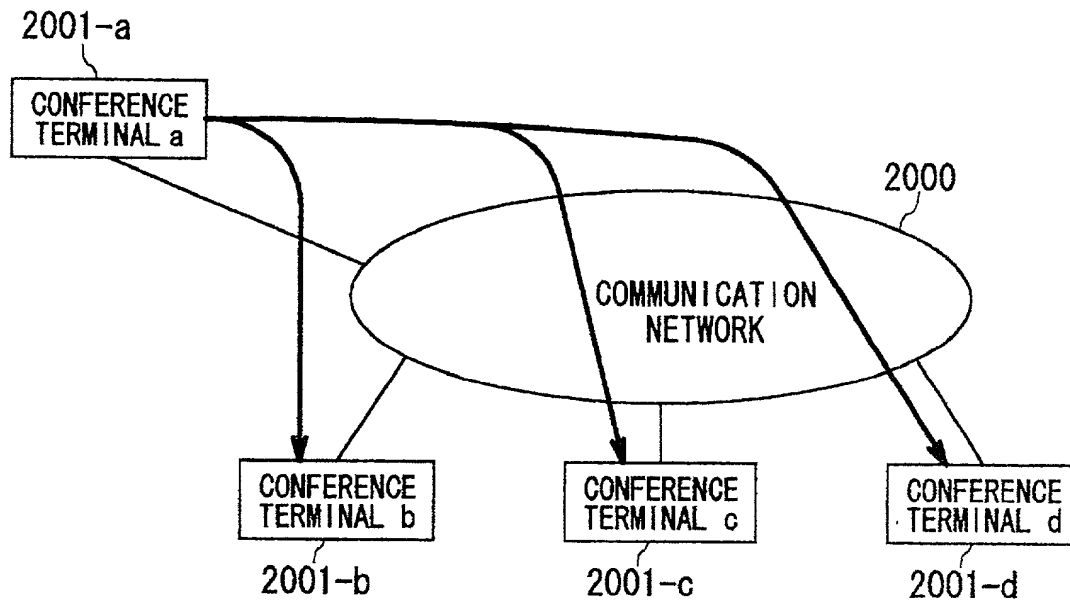 2001-a
CONFERENCE
TERMINAL a
2000
COMMUNICATION
NETWORK
CONFERENCE
TERMINAL b
CONFERENCE
TERMINAL c
CONFERENCE
TERMINAL d
2001-b
2001-c
2001-d